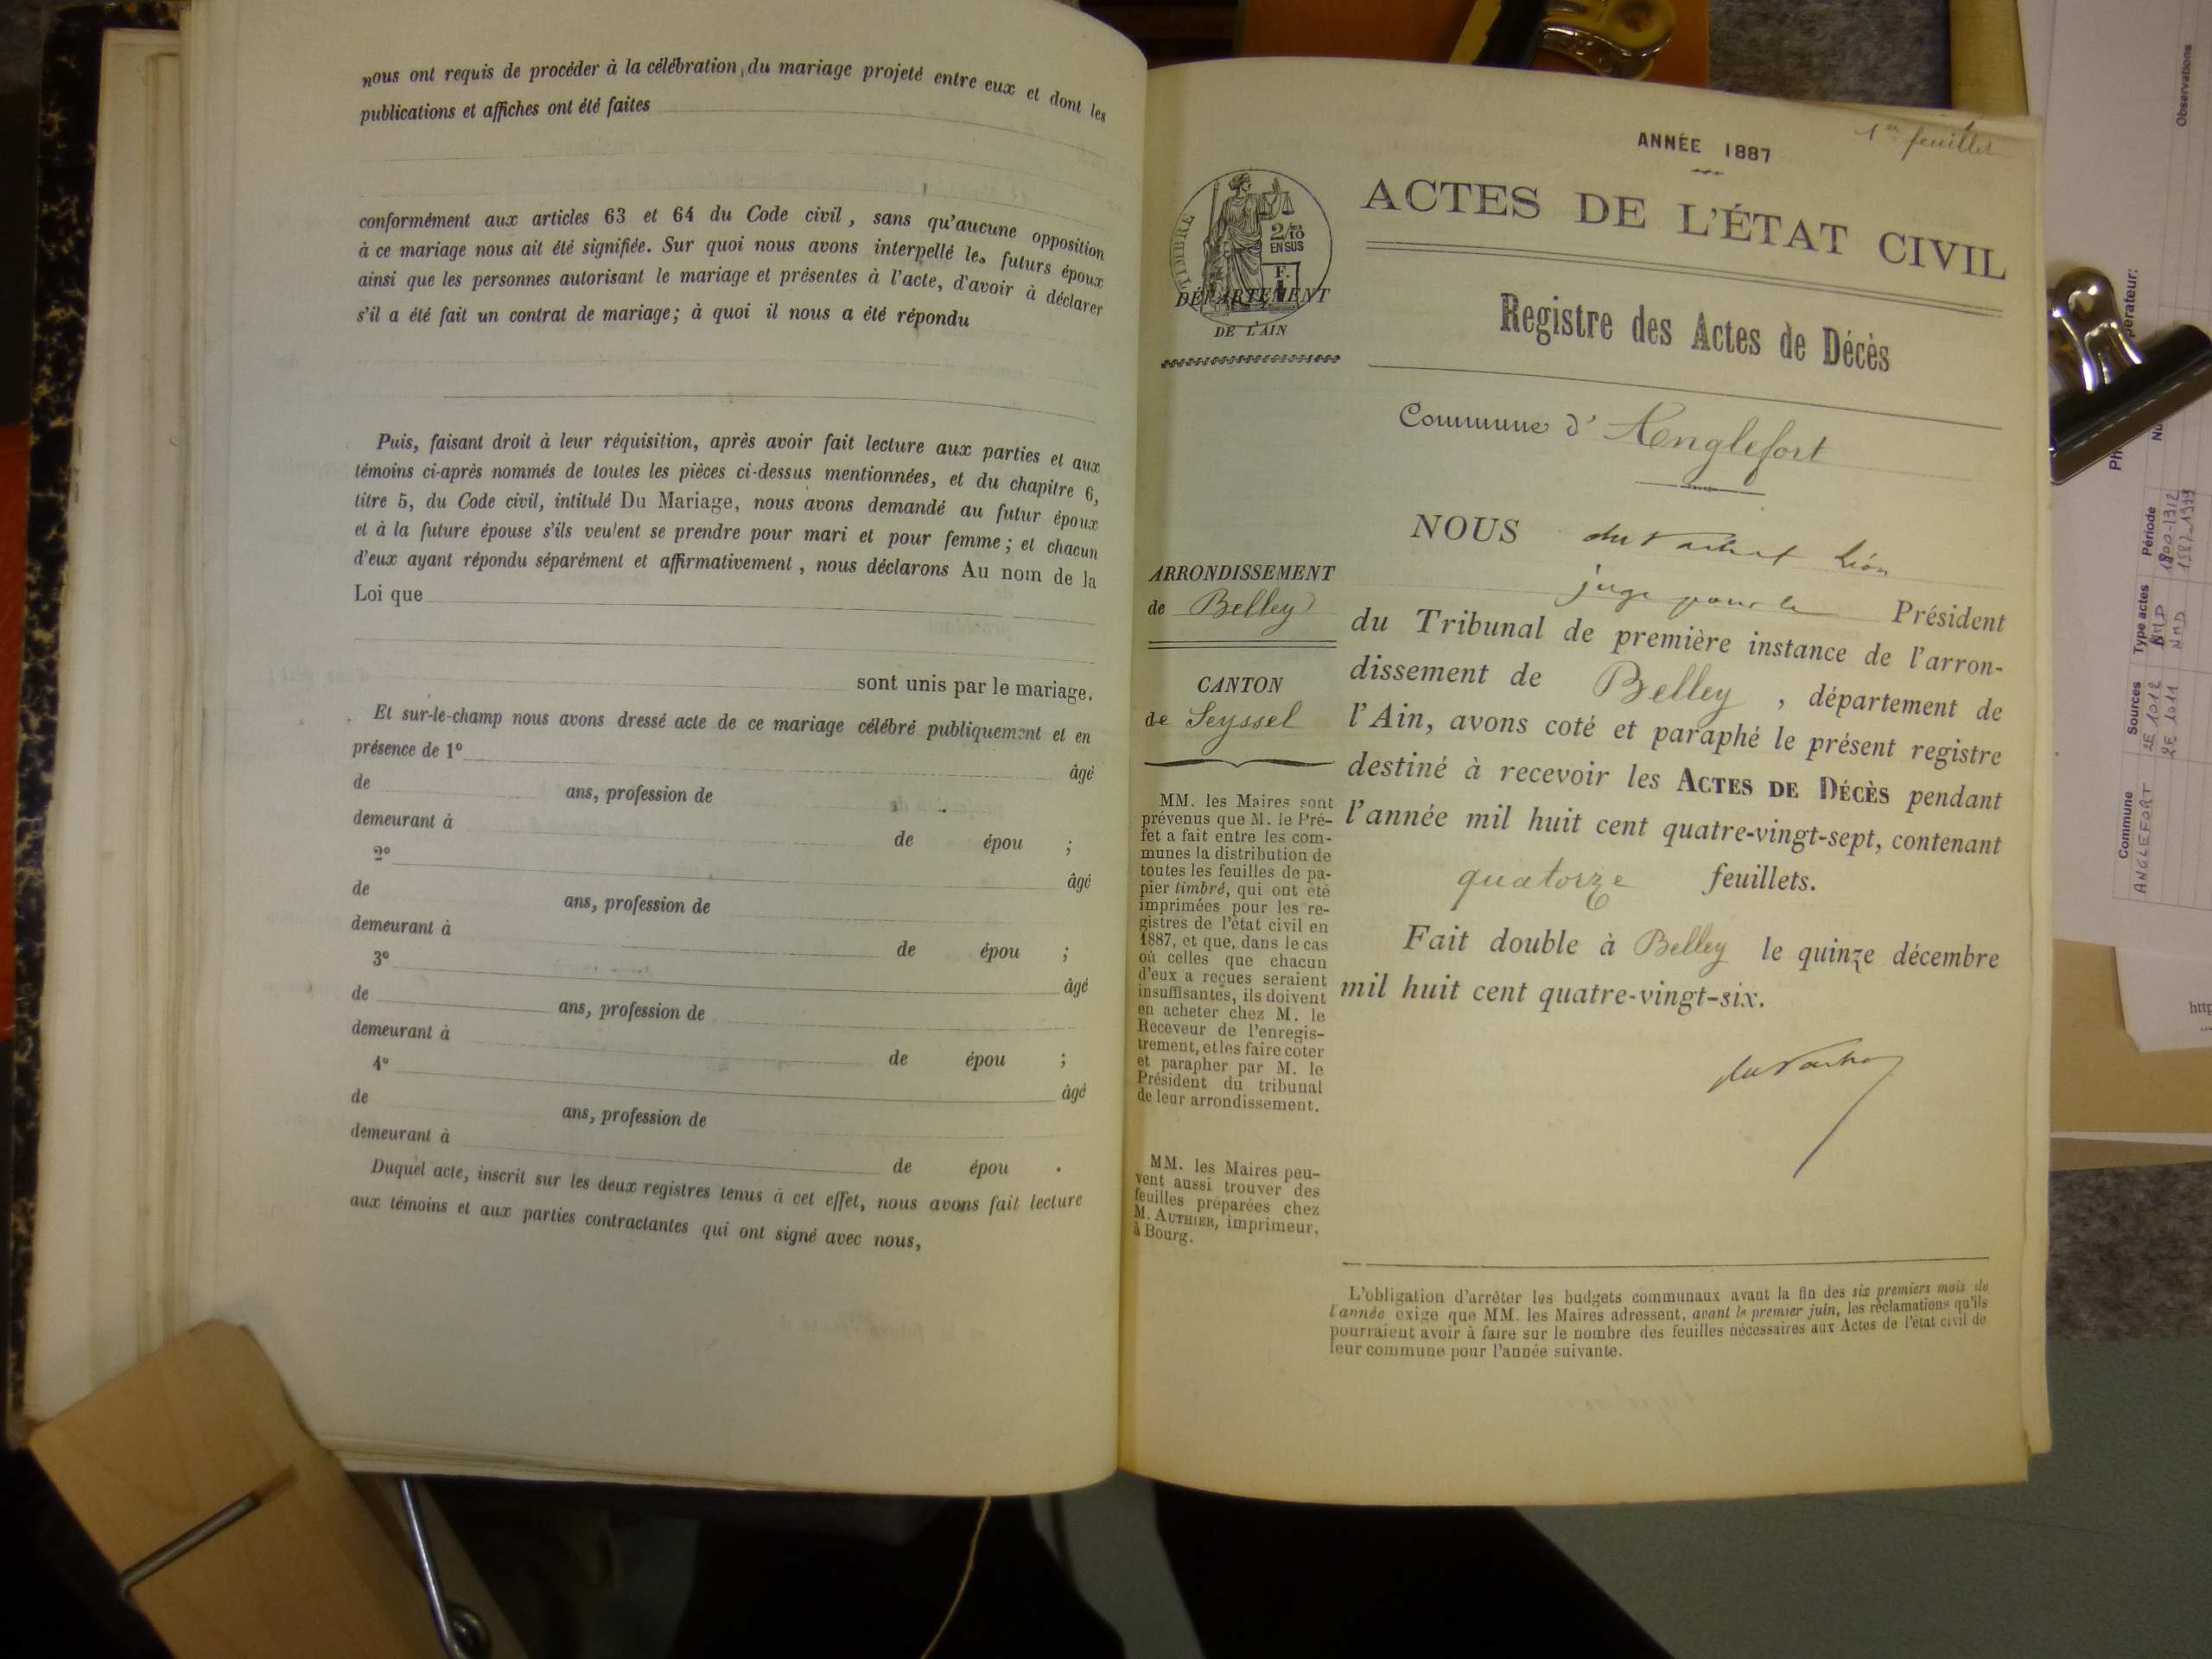 nous ont requis de procéder à la célébration du mariage projeté entre eux et dont les
publications et affiches ont été faites
conformément aux articles 63 et 64 du Code civil, sans qu'aucune opposition
à ce mariage nous ait été signifiée. Sur quoi nous avons interpellé les futurs époux
ainsi que les personnes autorisant le mariage et présentes à l'acte, d'avoir à déclarer
s'il a été fait un contrat de mariage; à quoi il nous a été répondu
Puis, faisant droit à leur réquisition, après avoir fait lecture aux parties et aux
témoins ci-après nommés de toutes les pièces ci-dessus mentionnées, et du chapitre 6,
titre 5, du Code civil, intitulé Du Mariage, nous avons demandé au futur époux
et à la future épouse s'ils veulent se prendre pour mari et pour femme; et chacun
d'eux ayant répondu séparément et affirmativement, nous déclarons Au nom de la
Loi que
sont unis par le mariage.
Et sur-le-champ nous avons dressé acte de ce mariage célébré publiquement et en
présence de 1º âgé
de ans, profession de
demeurant à de épou ;
2º âgé
de ans, profession de
demeurant à de épou ;
3º âgé
de ans, profession de
demeurant à de épou ;
4º âgé
de ans, profession de
demeurant à de épou .
Duquel acte, inscrit sur les deux registres tenus à cet effet, nous avons fait lecture
aux témoins et aux parties contractantes qui ont signé avec nous,
1er feuillet
ANNÉE 1887
ACTES DE L'ÉTAT CIVIL
TIMBRE
2/10
EN SUS
F.
DÉPARTEMENT
DE L'AIN
Registre des Actes de Décès
Commune d' Anglefort
ARRONDISSEMENT
de Belley
CANTON
de Seyssel
MM. les Maires sont
prévenus que M. le Pré-
fet a fait entre les com-
munes la distribution de
toutes les feuilles de pa-
pier timbré, qui ont été
imprimées pour les re-
gistres de l'état civil en
1887, et que, dans le cas
où celles que chacun
d'eux a reçues seraient
insuffisantes, ils doivent
en acheter chez M. le
Receveur de l'enregis-
trement, et les faire coter
et parapher par M. le
Président du tribunal
de leur arrondissement.
MM. les Maires peu-
vent aussi trouver des
feuilles préparées chez
M. AUTHIER, imprimeur,
à Bourg.
NOUS Léon
juge pour le Président
du Tribunal de première instance de l'arron-
dissement de Belley, département de
l'Ain, avons coté et paraphé le présent registre
destiné à recevoir les ACTES DE DÉCÈS pendant
l'année mil huit cent quatre-vingt-sept, contenant
quatorze feuillets.
Fait double à Belley le quinze décembre
mil huit cent quatre-vingt-six.
L'obligation d'arrêter les budgets communaux avant la fin des six premiers mois de
l'année exige que MM. les Maires adressent, avant le premier juin, les réclamations qu'ils
pourraient avoir à faire sur le nombre des feuilles nécessaires aux Actes de l'état civil de
leur commune pour l'année suivante.
Observations
Commune Sources Type actes Période
ANGLEFORT 2E 1012 NMD
2E 1011 NMD
http